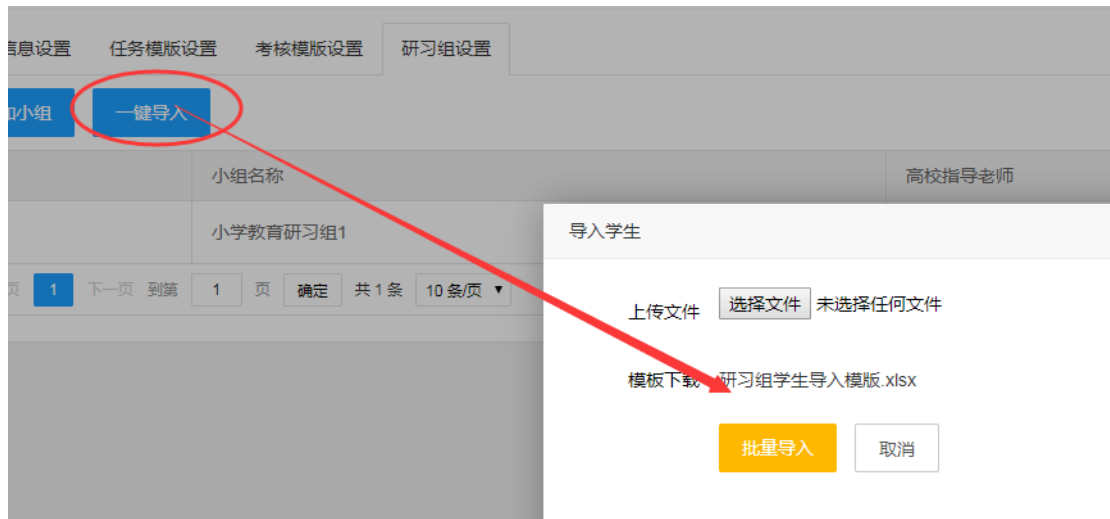 信息设置 任务模版设置 考核模版设置 研习组设置
加小组 一键导入
小组名称 高校指导老师
小学教育研习组1
导入学生
页 1 下一页 到第 1 页 确定 共 1 条 10 条/页
上传文件 选择文件 未选择任何文件
模板下载 研习组学生导入模版.xlsx
批量导入 取消